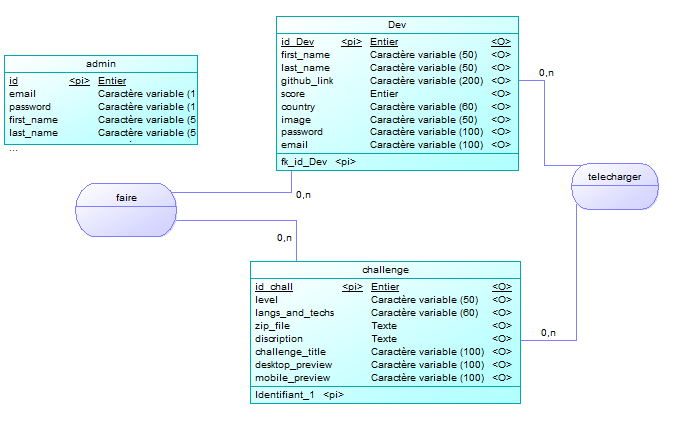 Dev
id_Dev <pi> Entier <O>
first_name Caractère variable (50) <O>
last_name Caractère variable (50) <O>
github_link Caractère variable (200) <O>
score Entier <O>
country Caractère variable (60) <O>
image Caractère variable (50) <O>
password Caractère variable (100) <O>
email Caractère variable (100) <O>
fk_id_Dev <pi>
admin
id <pi> Entier
email Caractère variable (1
password Caractère variable (1
first_name Caractère variable (5
last_name Caractère variable (5
...
0,n
telecharger
faire
0,n
0,n
challenge
id_chall <pi> Entier <O>
level Caractère variable (50) <O>
langs_and_techs Caractère variable (60) <O>
zip_file Texte <O>
discription Texte <O>
challenge_title Caractère variable (100) <O>
desktop_preview Caractère variable (100) <O>
mobile_preview Caractère variable (100) <O>
Identifiant_1 <pi>
0,n